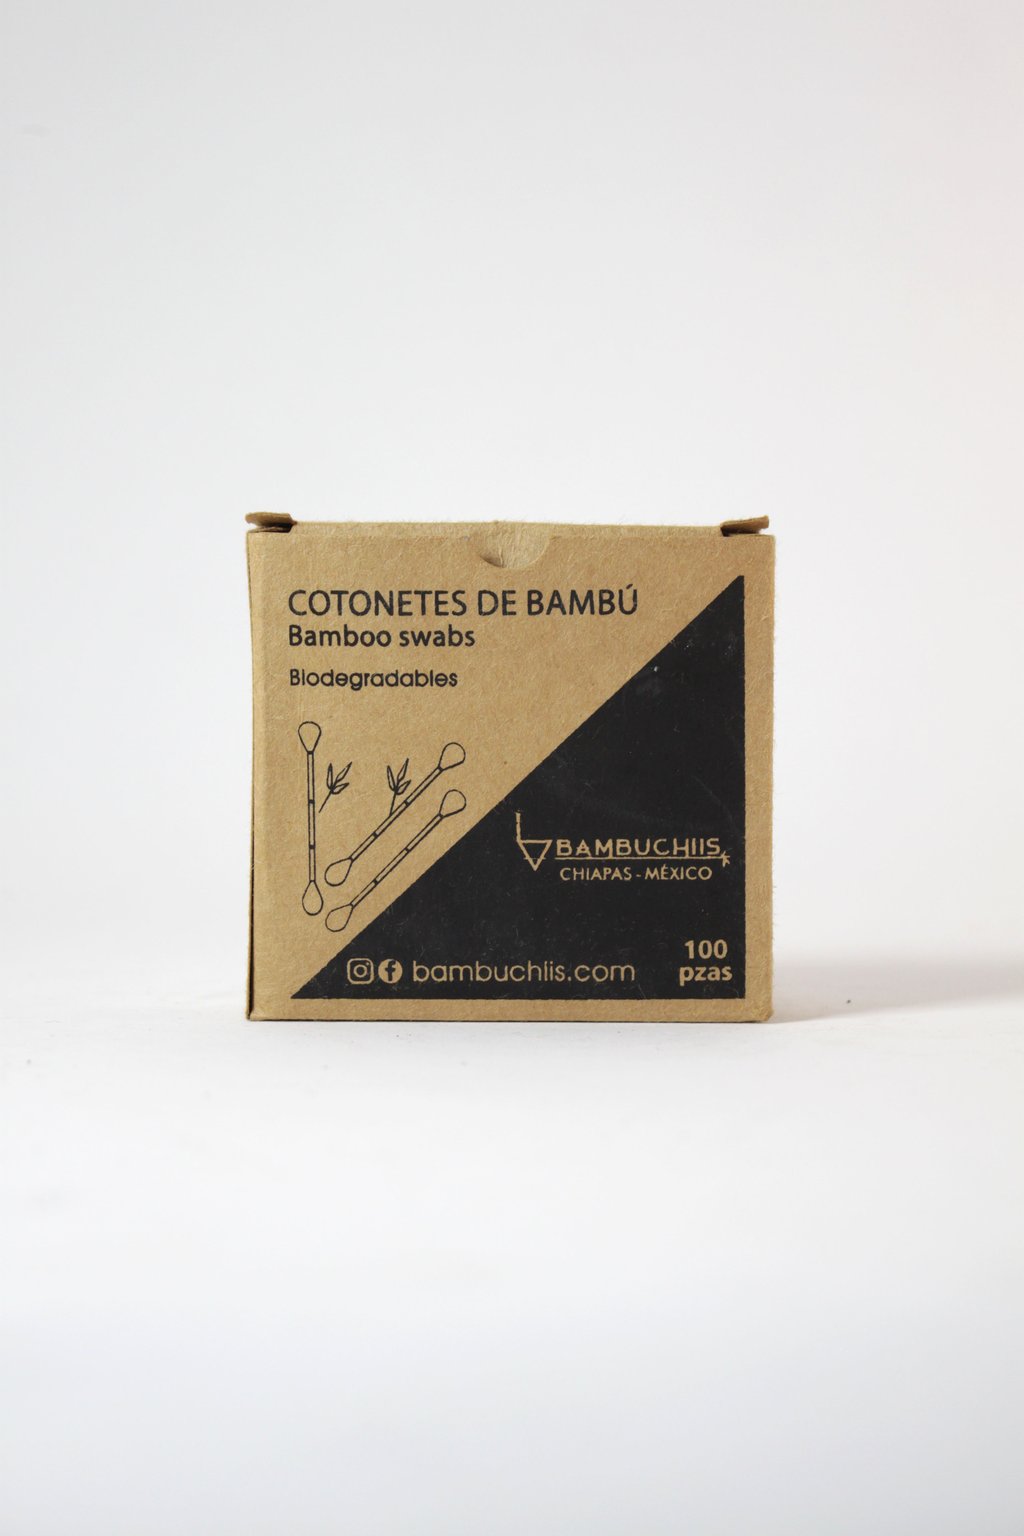 COTONETES DE BAMBÚ
Bamboo swabs
Biodegradables
BAMBUCHIIS
CHIAPAS - MÉXICO
100
pzas
bambuchiis.com